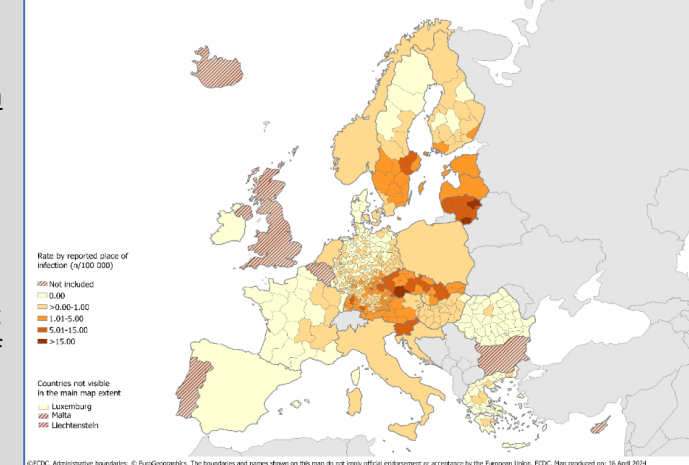 Rate by reported place of
infection (n/100 000)
Not included
0.00
>0.00-1.00
1.01-5.00
5.01-15.00
>15.00
Countries not visible
in the main map extent
Luxemburg
Malta
Liechtenstein
©ECDC. Administrative boundaries: © EuroGeographics. The boundaries and names shown on this map do not imply official endorsement or acceptance by the European Union. ECDC. Map produced on: 16 April 2024